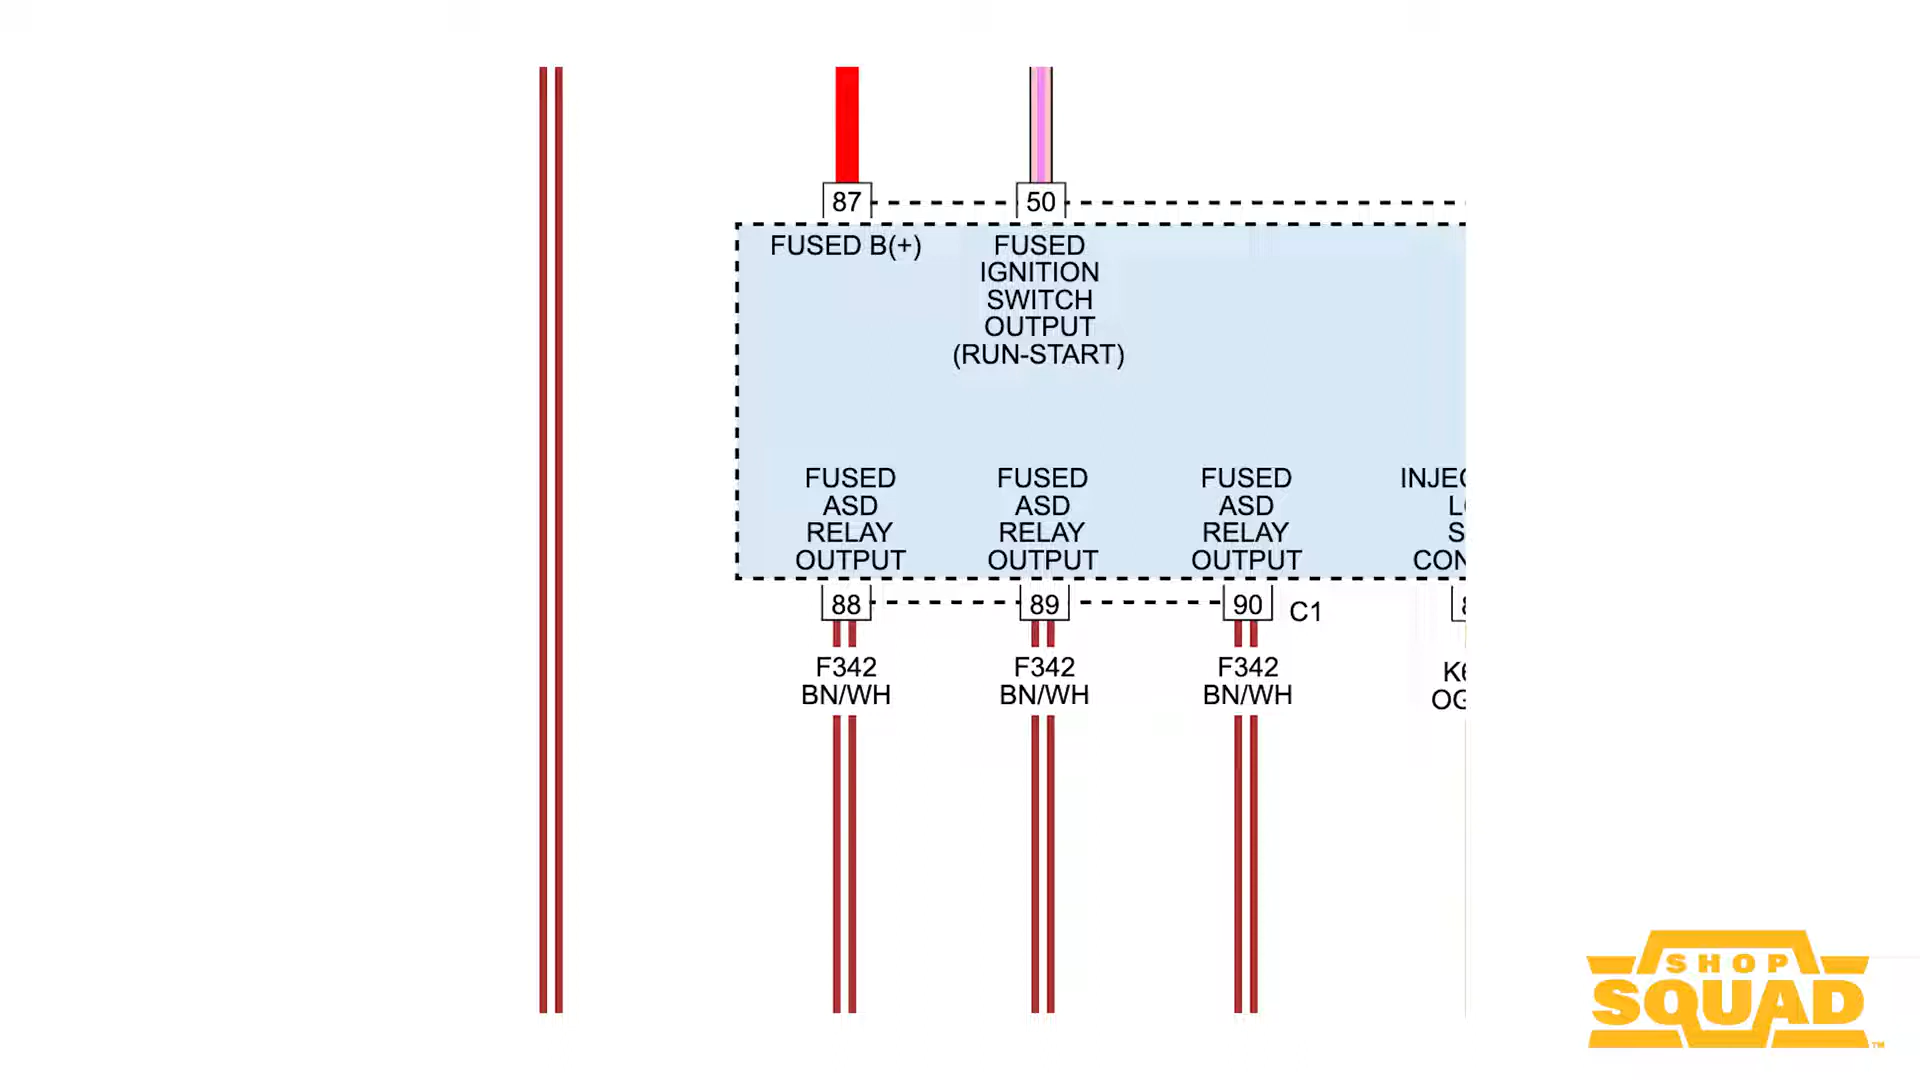 87
50
FUSED B(+)
FUSED
IGNITION
SWITCH
OUTPUT
(RUN-START)
FUSED
ASD
RELAY
OUTPUT
FUSED
ASD
RELAY
OUTPUT
FUSED
ASD
RELAY
OUTPUT
88
89
90
C1
F342
BN/WH
F342
BN/WH
F342
BN/WH
SHOP
SQUAD
TM